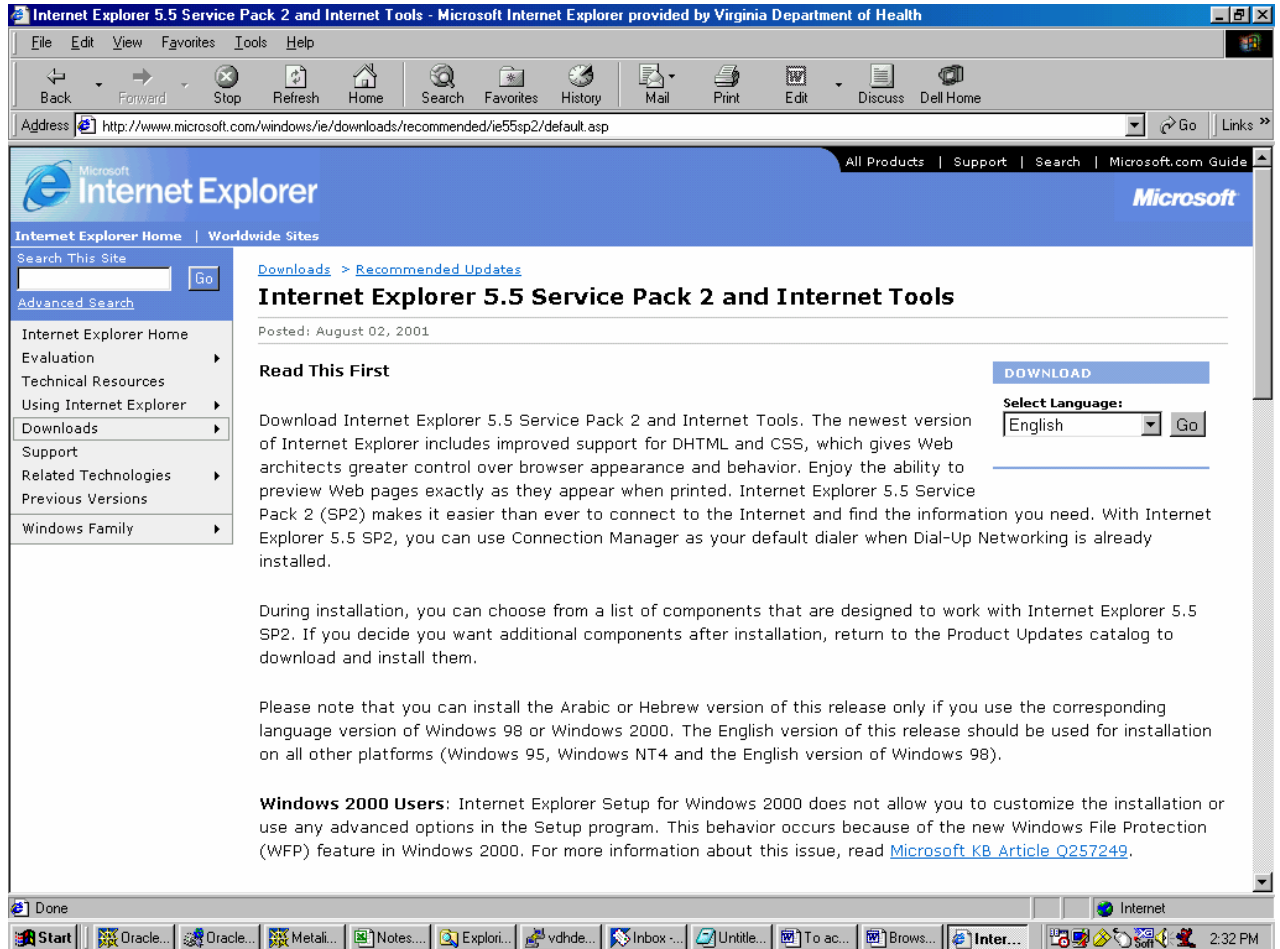 Internet Explorer 5.5 Service Pack 2 and Internet Tools - Microsoft Internet Explorer provided by Virginia Department of Health
File Edit View Favorites Tools Help
Back Forward Stop Refresh Home Search Favorites History Mail Print Edit Discuss Dell Home
Address http://www.microsoft.com/windows/ie/downloads/recommended/ie55sp2/default.asp Go Links »
All Products | Support | Search | Microsoft.com Guide
Microsoft
Internet Explorer
Microsoft
Internet Explorer Home | Worldwide Sites
Search This Site
Go
Advanced Search
Internet Explorer Home
Evaluation
Technical Resources
Using Internet Explorer
Downloads
Support
Related Technologies
Previous Versions
Windows Family
Downloads > Recommended Updates
Internet Explorer 5.5 Service Pack 2 and Internet Tools
Posted: August 02, 2001
Read This First
DOWNLOAD
Select Language:
English Go
Download Internet Explorer 5.5 Service Pack 2 and Internet Tools. The newest version
of Internet Explorer includes improved support for DHTML and CSS, which gives Web
architects greater control over browser appearance and behavior. Enjoy the ability to
preview Web pages exactly as they appear when printed. Internet Explorer 5.5 Service
Pack 2 (SP2) makes it easier than ever to connect to the Internet and find the information you need. With Internet
Explorer 5.5 SP2, you can use Connection Manager as your default dialer when Dial-Up Networking is already
installed.
During installation, you can choose from a list of components that are designed to work with Internet Explorer 5.5
SP2. If you decide you want additional components after installation, return to the Product Updates catalog to
download and install them.
Please note that you can install the Arabic or Hebrew version of this release only if you use the corresponding
language version of Windows 98 or Windows 2000. The English version of this release should be used for installation
on all other platforms (Windows 95, Windows NT4 and the English version of Windows 98).
Windows 2000 Users: Internet Explorer Setup for Windows 2000 does not allow you to customize the installation or
use any advanced options in the Setup program. This behavior occurs because of the new Windows File Protection
(WFP) feature in Windows 2000. For more information about this issue, read Microsoft KB Article Q257249.
Done Internet
Start Oracle... Oracle... Metali... Notes.... Explori... vdhde... Inbox -... Untitle... To ac... Brows... Inter... 2:32 PM